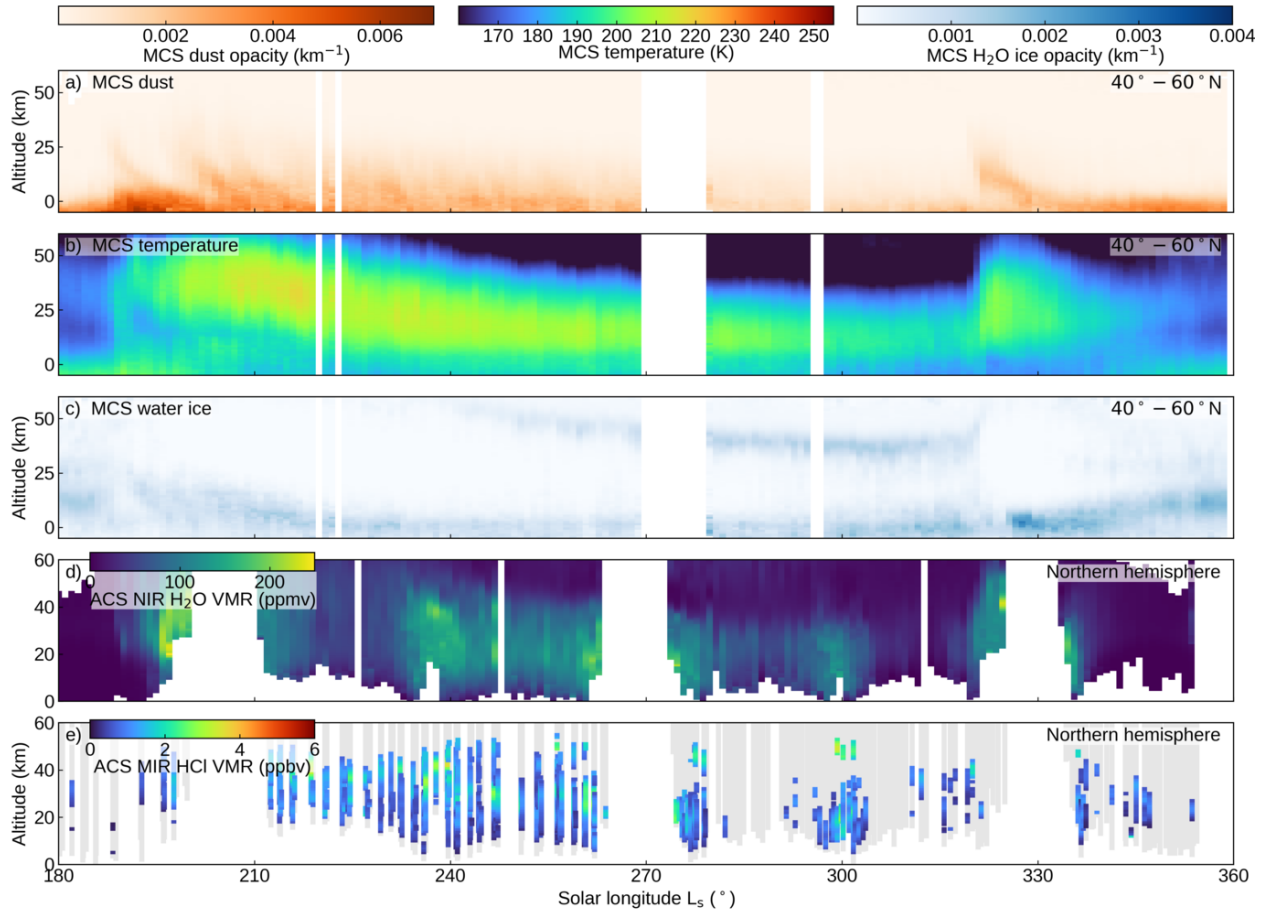 0.002 0.004 0.006
MCS dust opacity (km⁻¹)
170 180 190 200 210 220 230 240 250
MCS temperature (K)
0.001 0.002 0.003 0.004
MCS H₂O ice opacity (km⁻¹)
a) MCS dust
40° − 60°N
50
25
0
Altitude (km)
b) MCS temperature
40° − 60°N
50
25
0
Altitude (km)
c) MCS water ice
40° − 60°N
50
25
0
Altitude (km)
d)
0 100 200
ACS NIR H₂O VMR (ppmv)
Northern hemisphere
60
40
20
0
Altitude (km)
e)
0 2 4 6
ACS MIR HCl VMR (ppbv)
Northern hemisphere
60
40
20
0
Altitude (km)
180 210 240 270 300 330 360
Solar longitude Lₛ (°)